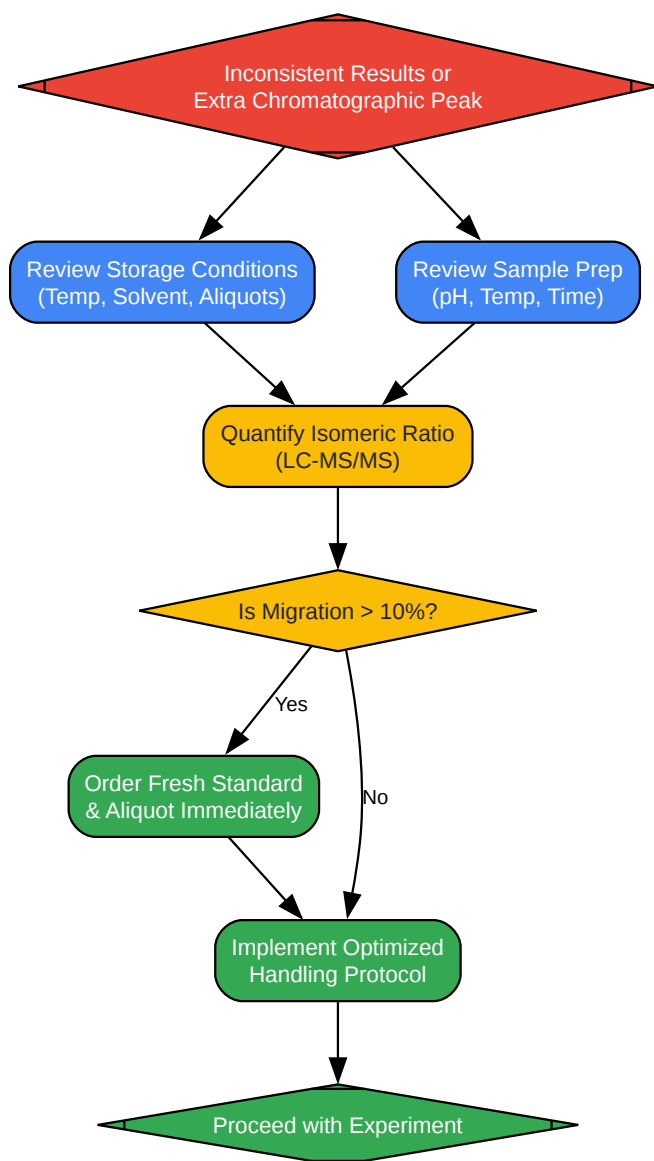 Inconsistent Results or
Extra Chromatographic Peak
Review Storage Conditions
(Temp, Solvent, Aliquots)
Review Sample Prep
(pH, Temp, Time)
Quantify Isomeric Ratio
(LC-MS/MS)
Is Migration > 10%?
Yes
Order Fresh Standard
& Aliquot Immediately
No
Implement Optimized
Handling Protocol
Proceed with Experiment